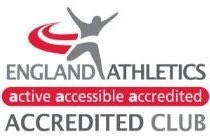 ENGLAND ATHLETICS
active accessible accredited
ACCREDITED CLUB